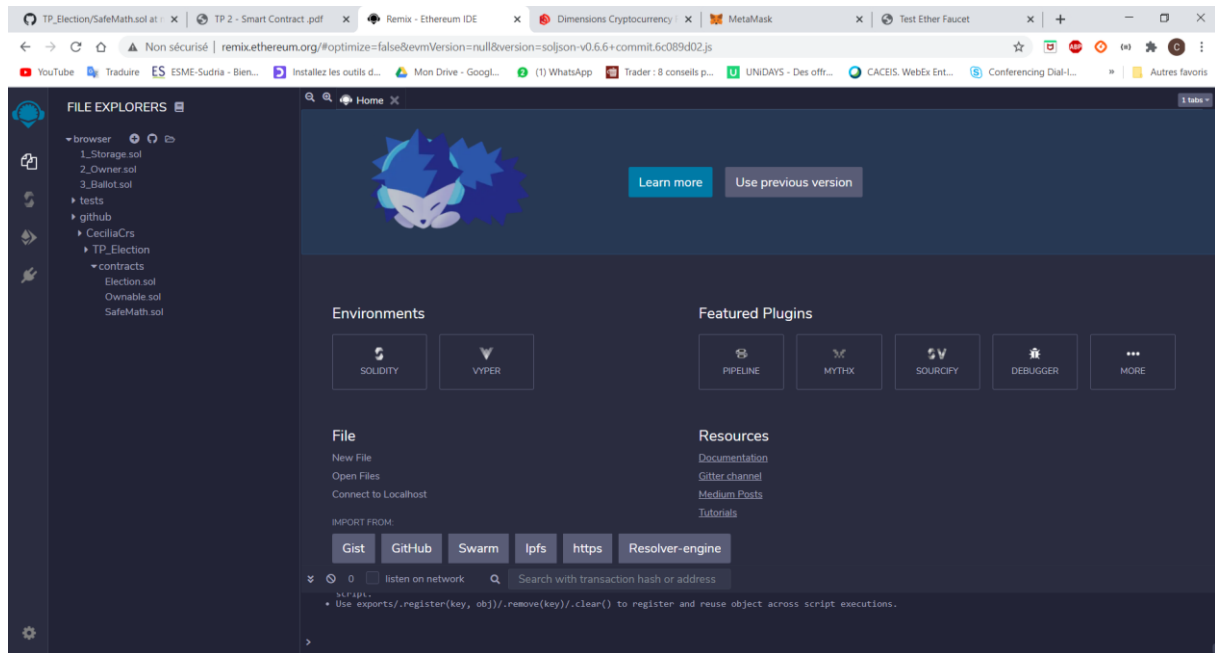 TP_Election/SafeMath.sol at
TP 2 - Smart Contract .pdf
Remix - Ethereum IDE
Dimensions Cryptocurrency
MetaMask
Test Ether Faucet
Non sécurisé | remix.ethereum.org/#optimize=false&evmVersion=null&version=soljson-v0.6.6+commit.6c089d02.js
YouTube
Traduire
ES ESME-Sudria - Bien...
Installez les outils d...
Mon Drive - Googl...
(1) WhatsApp
Trader : 8 conseils p...
UNiDAYS - Des offr...
CACEIS. WebEx Ent...
Conferencing Dial-I...
»
Autres favoris
FILE EXPLORERS
browser
1_Storage.sol
2_Owner.sol
3_Ballot.sol
tests
github
CeciliaCrs
TP_Election
contracts
Election.sol
Ownable.sol
SafeMath.sol
Home
1 tabs
Learn more
Use previous version
Environments
SOLIDITY
VYPER
Featured Plugins
PIPELINE
MYTHX
SOURCIFY
DEBUGGER
MORE
File
New File
Open Files
Connect to Localhost
IMPORT FROM:
Gist
GitHub
Swarm
Ipfs
https
Resolver-engine
Resources
Documentation
Gitter channel
Medium Posts
Tutorials
0
listen on network
Search with transaction hash or address
script.
• Use exports/.register(key, obj)/.remove(key)/.clear() to register and reuse object across script executions.
>